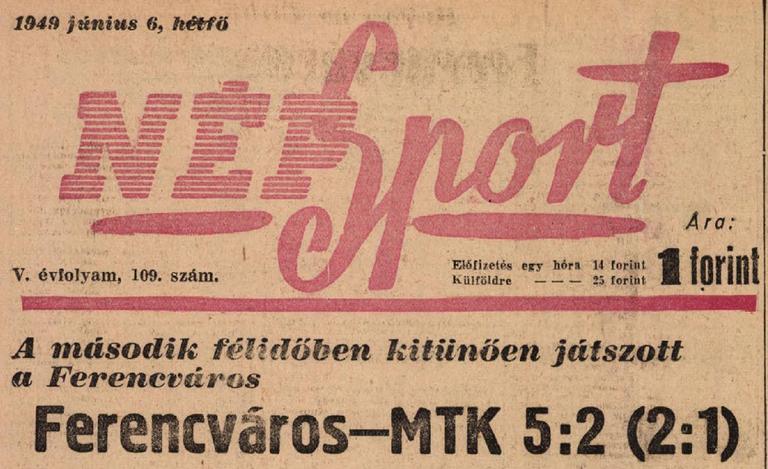 1949 június 6, hétfő
NÉPSport
Ára:
1 forint
V. évfolyam, 109. szám.
Előfizetés egy hóra 14 forint
Külföldre — — — 25 forint
A második félidőben kitünően játszott
a Ferencváros
Ferencváros—MTK 5:2 (2:1)